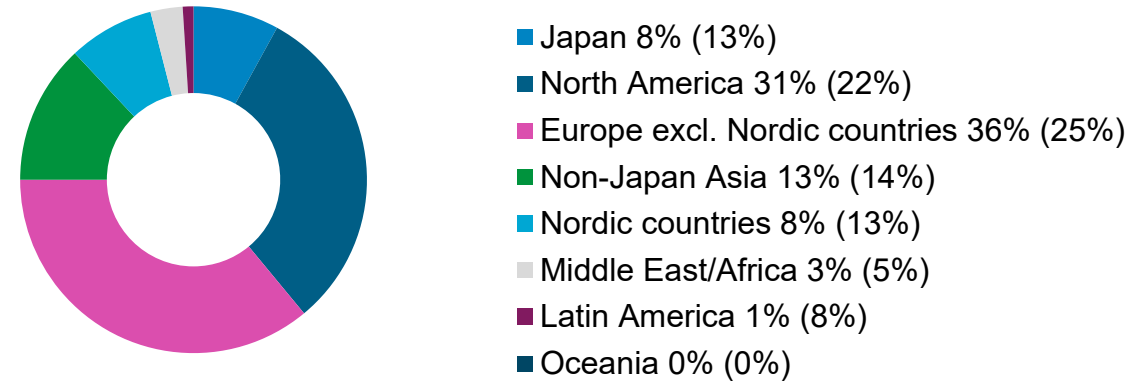 Japan 8% (13%)
North America 31% (22%)
Europe excl. Nordic countries 36% (25%)
Non-Japan Asia 13% (14%)
Nordic countries 8% (13%)
Middle East/Africa 3% (5%)
Latin America 1% (8%)
Oceania 0% (0%)